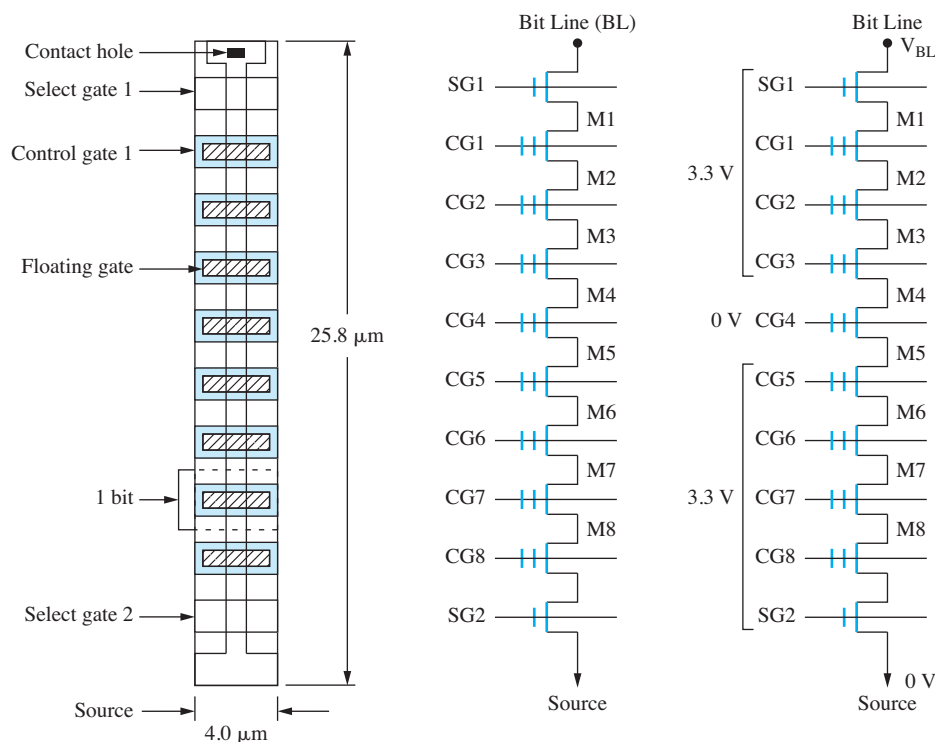 Contact hole
Select gate 1
Control gate 1
Floating gate
1 bit
Select gate 2
Source
25.8 μm
4.0 μm
Bit Line (BL)
SG1
M1
CG1
M2
CG2
M3
CG3
M4
CG4
M5
CG5
M6
CG6
M7
CG7
M8
CG8
SG2
Source
Bit Line
V_BL
SG1
M1
CG1
3.3 V
M2
CG2
M3
CG3
M4
0 V CG4
M5
CG5
M6
CG6
M7
3.3 V
CG7
M8
CG8
SG2
0 V
Source